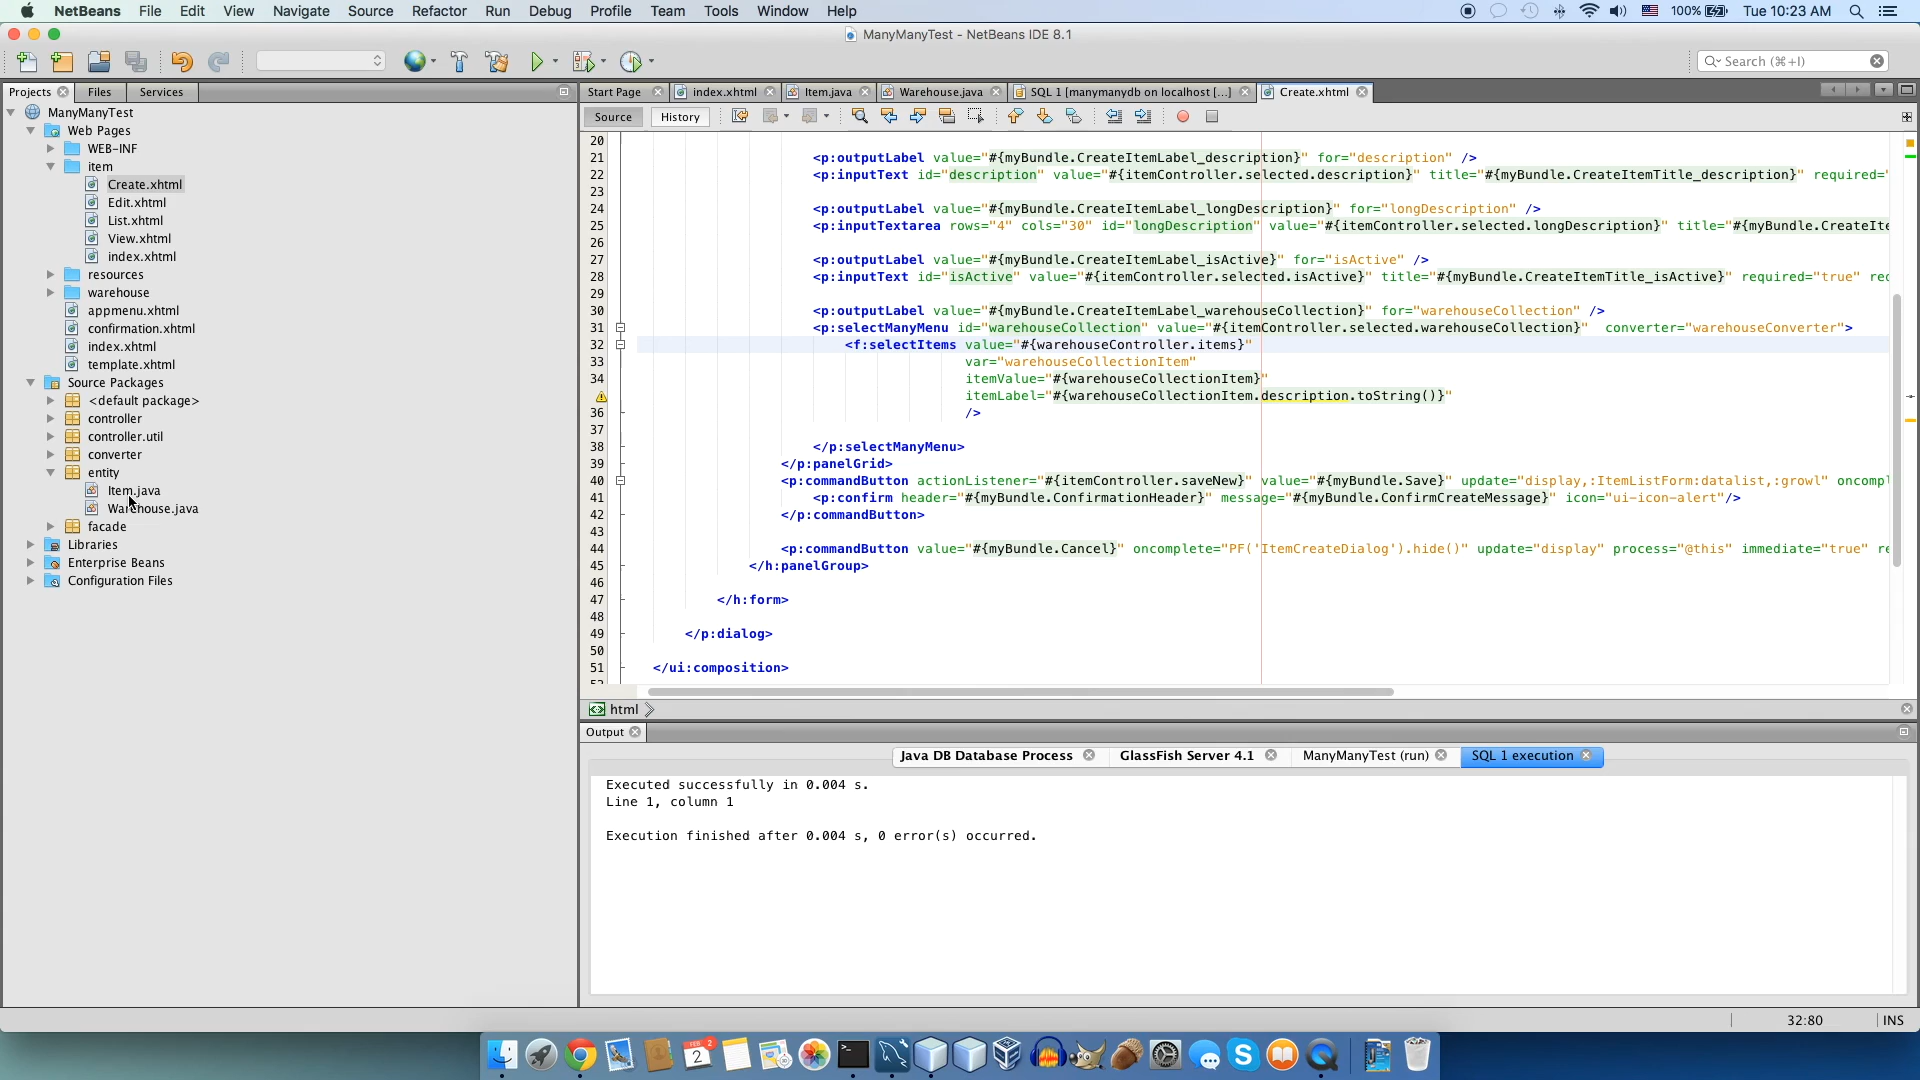 NetBeans File Edit View Navigate Source Refactor Run Debug Profile Team Tools Window Help 100% Tue 10:23 AM
ManyManyTest - NetBeans IDE 8.1
Search (⌘+I)
Projects Files Services
ManyManyTest
Web Pages
WEB-INF
item
Create.xhtml
Edit.xhtml
List.xhtml
View.xhtml
index.xhtml
resources
warehouse
appmenu.xhtml
confirmation.xhtml
index.xhtml
template.xhtml
Source Packages
<default package>
controller
controller.util
converter
entity
Item.java
Warehouse.java
facade
Libraries
Enterprise Beans
Configuration Files
Start Page index.xhtml Item.java Warehouse.java SQL 1 [manymanydb on localhost [...] Create.xhtml
Source History
20
21 <p:outputLabel value="#{myBundle.CreateItemLabel_description}" for="description" />
22 <p:inputText id="description" value="#{itemController.selected.description}" title="#{myBundle.CreateItemTitle_description}" required="
23
24 <p:outputLabel value="#{myBundle.CreateItemLabel_longDescription}" for="longDescription" />
25 <p:inputTextarea rows="4" cols="30" id="longDescription" value="#{itemController.selected.longDescription}" title="#{myBundle.CreateIte
26
27 <p:outputLabel value="#{myBundle.CreateItemLabel_isActive}" for="isActive" />
28 <p:inputText id="isActive" value="#{itemController.selected.isActive}" title="#{myBundle.CreateItemTitle_isActive}" required="true" rec
29
30 <p:outputLabel value="#{myBundle.CreateItemLabel_warehouseCollection}" for="warehouseCollection" />
31 <p:selectManyMenu id="warehouseCollection" value="#{itemController.selected.warehouseCollection}" converter="warehouseConverter">
32 <f:selectItems value="#{warehouseController.items}"
33 var="warehouseCollectionItem"
34 itemValue="#{warehouseCollectionItem}"
itemLabel="#{warehouseCollectionItem.description.toString()}"
36 />
37
38 </p:selectManyMenu>
39 </p:panelGrid>
40 <p:commandButton actionListener="#{itemController.saveNew}" value="#{myBundle.Save}" update="display,:ItemListForm:datalist,:growl" oncompl
41 <p:confirm header="#{myBundle.ConfirmationHeader}" message="#{myBundle.ConfirmCreateMessage}" icon="ui-icon-alert"/>
42 </p:commandButton>
43
44 <p:commandButton value="#{myBundle.Cancel}" oncomplete="PF('ItemCreateDialog').hide()" update="display" process="@this" immediate="true" re
45 </h:panelGroup>
46
47 </h:form>
48
49 </p:dialog>
50
51 </ui:composition>
html
Output
Java DB Database Process GlassFish Server 4.1 ManyManyTest (run) SQL 1 execution
Executed successfully in 0.004 s.
Line 1, column 1
Execution finished after 0.004 s, 0 error(s) occurred.
32:80 INS
FEB 2
2